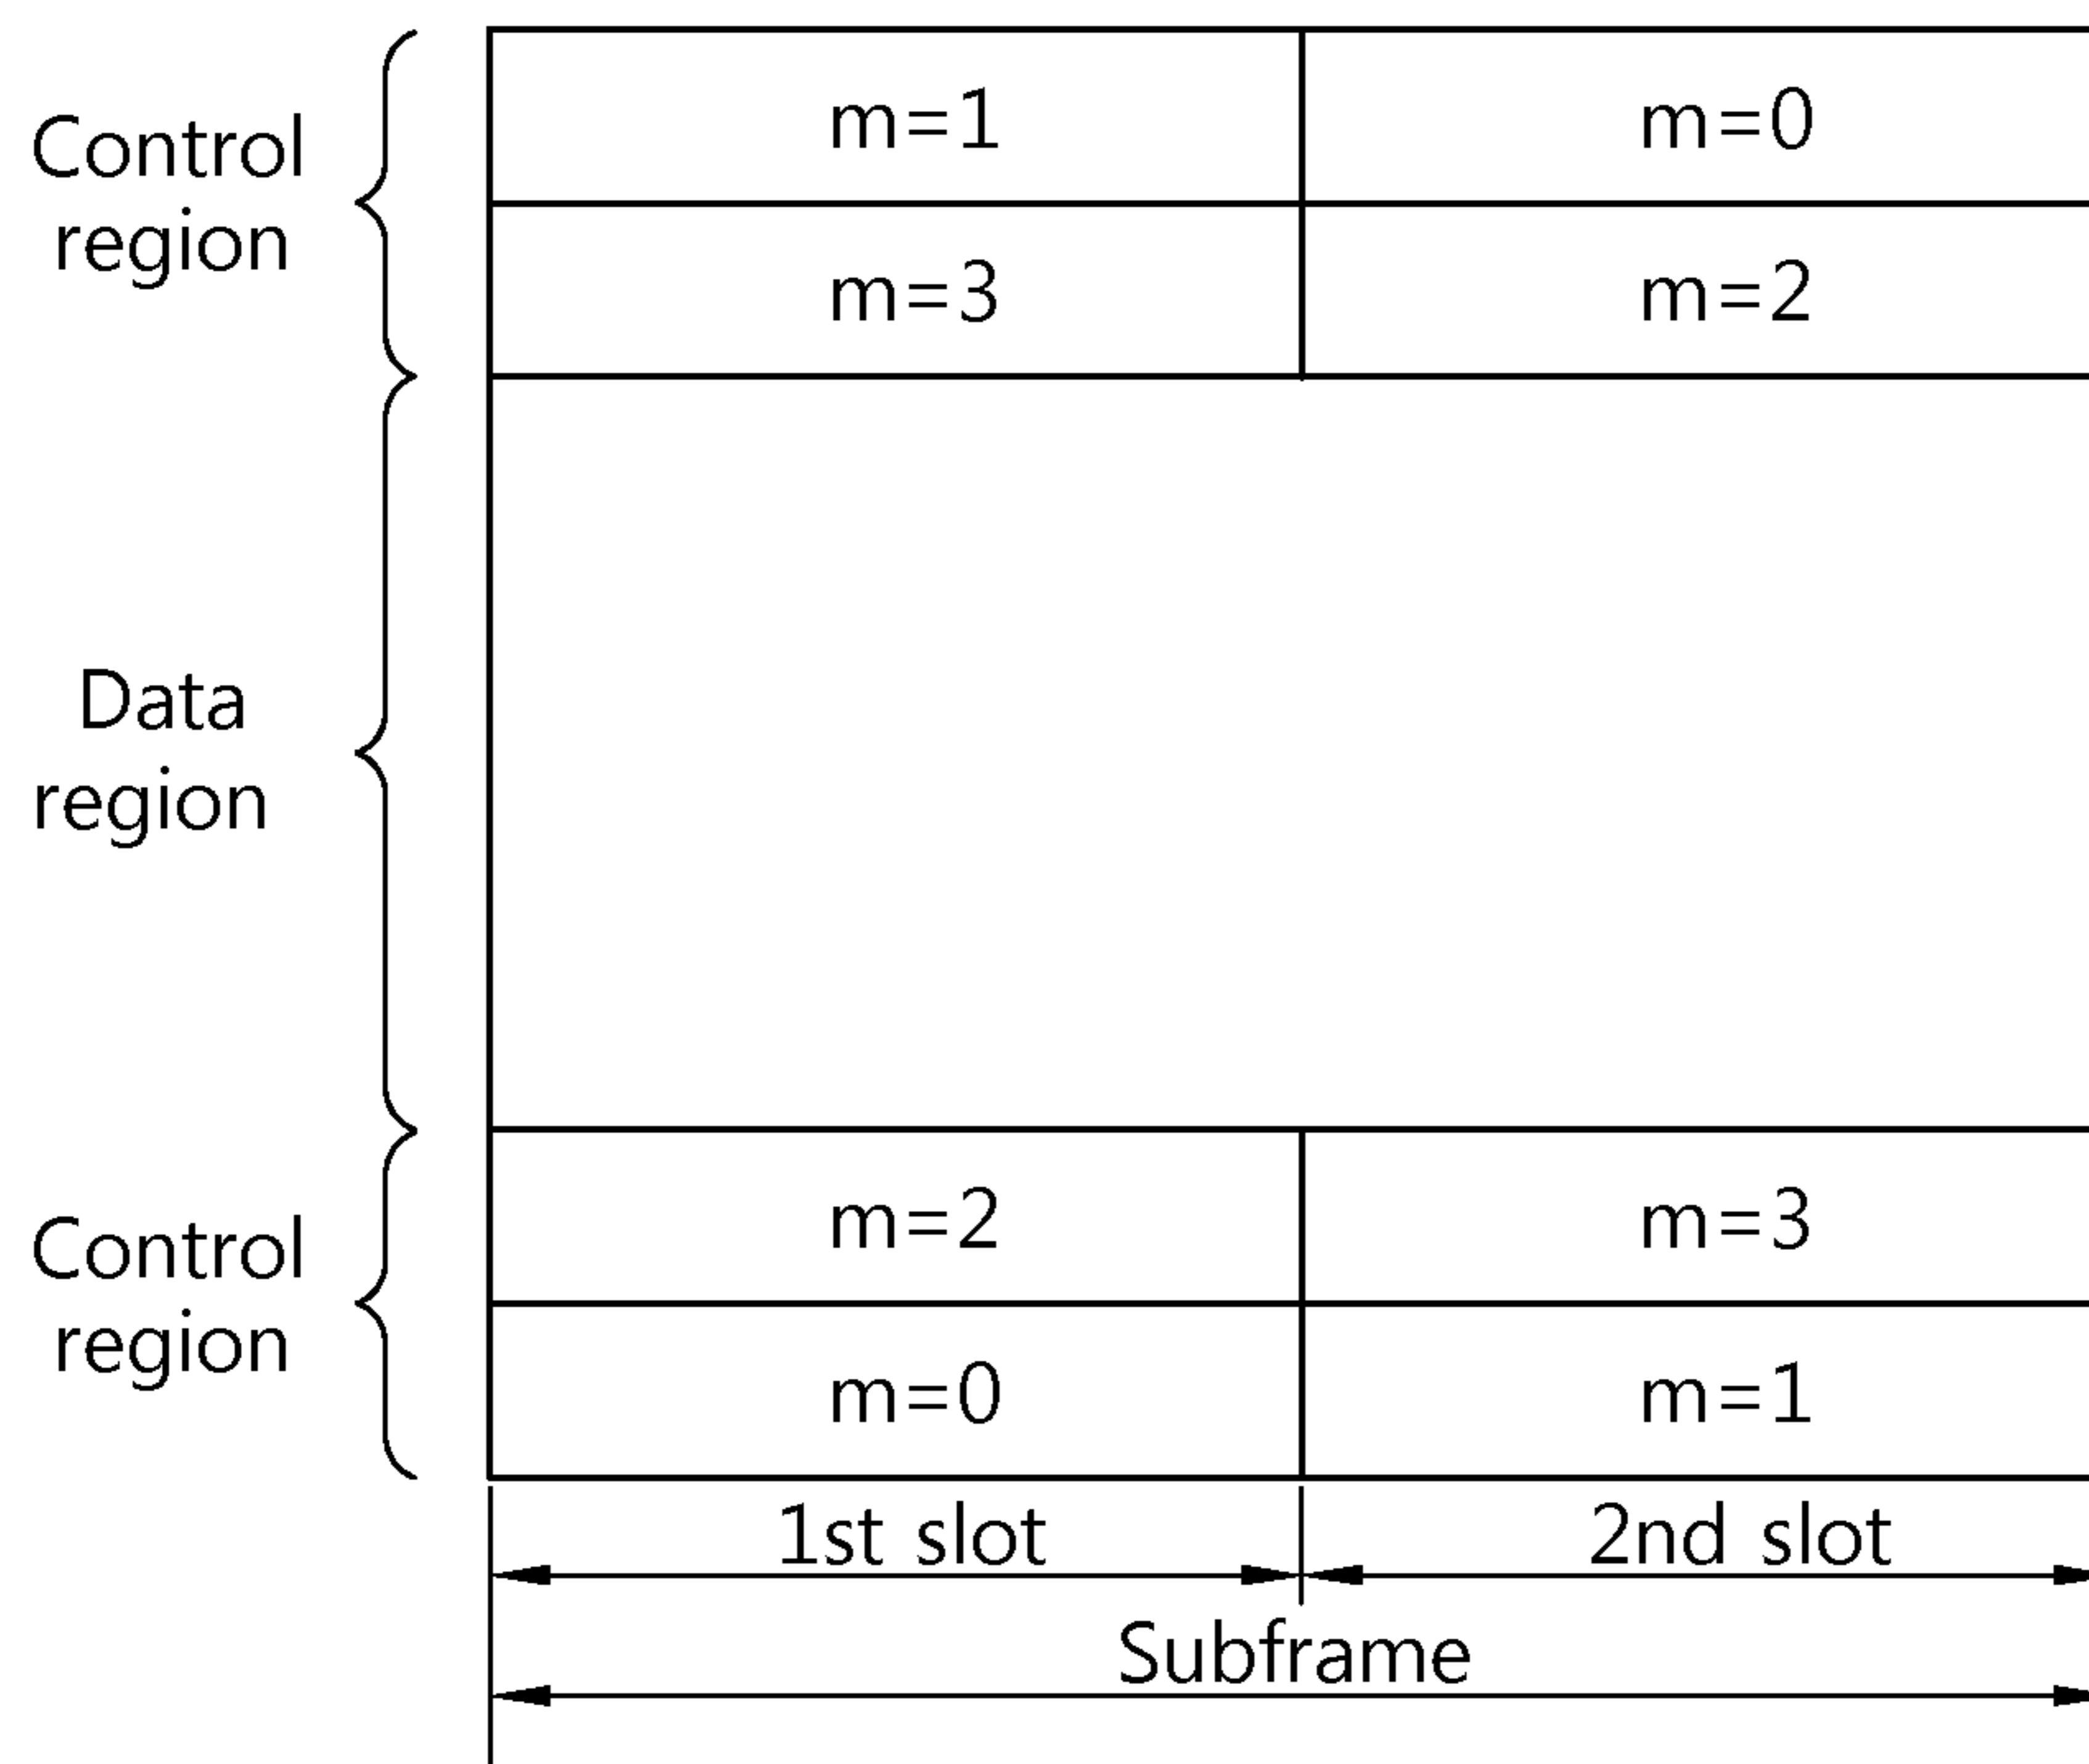 m=1 m=0
Control
region
m=3 m=2
Data
region
m=2 m=3
Control
region
m=0 m=1
1st slot 2nd slot
Subframe